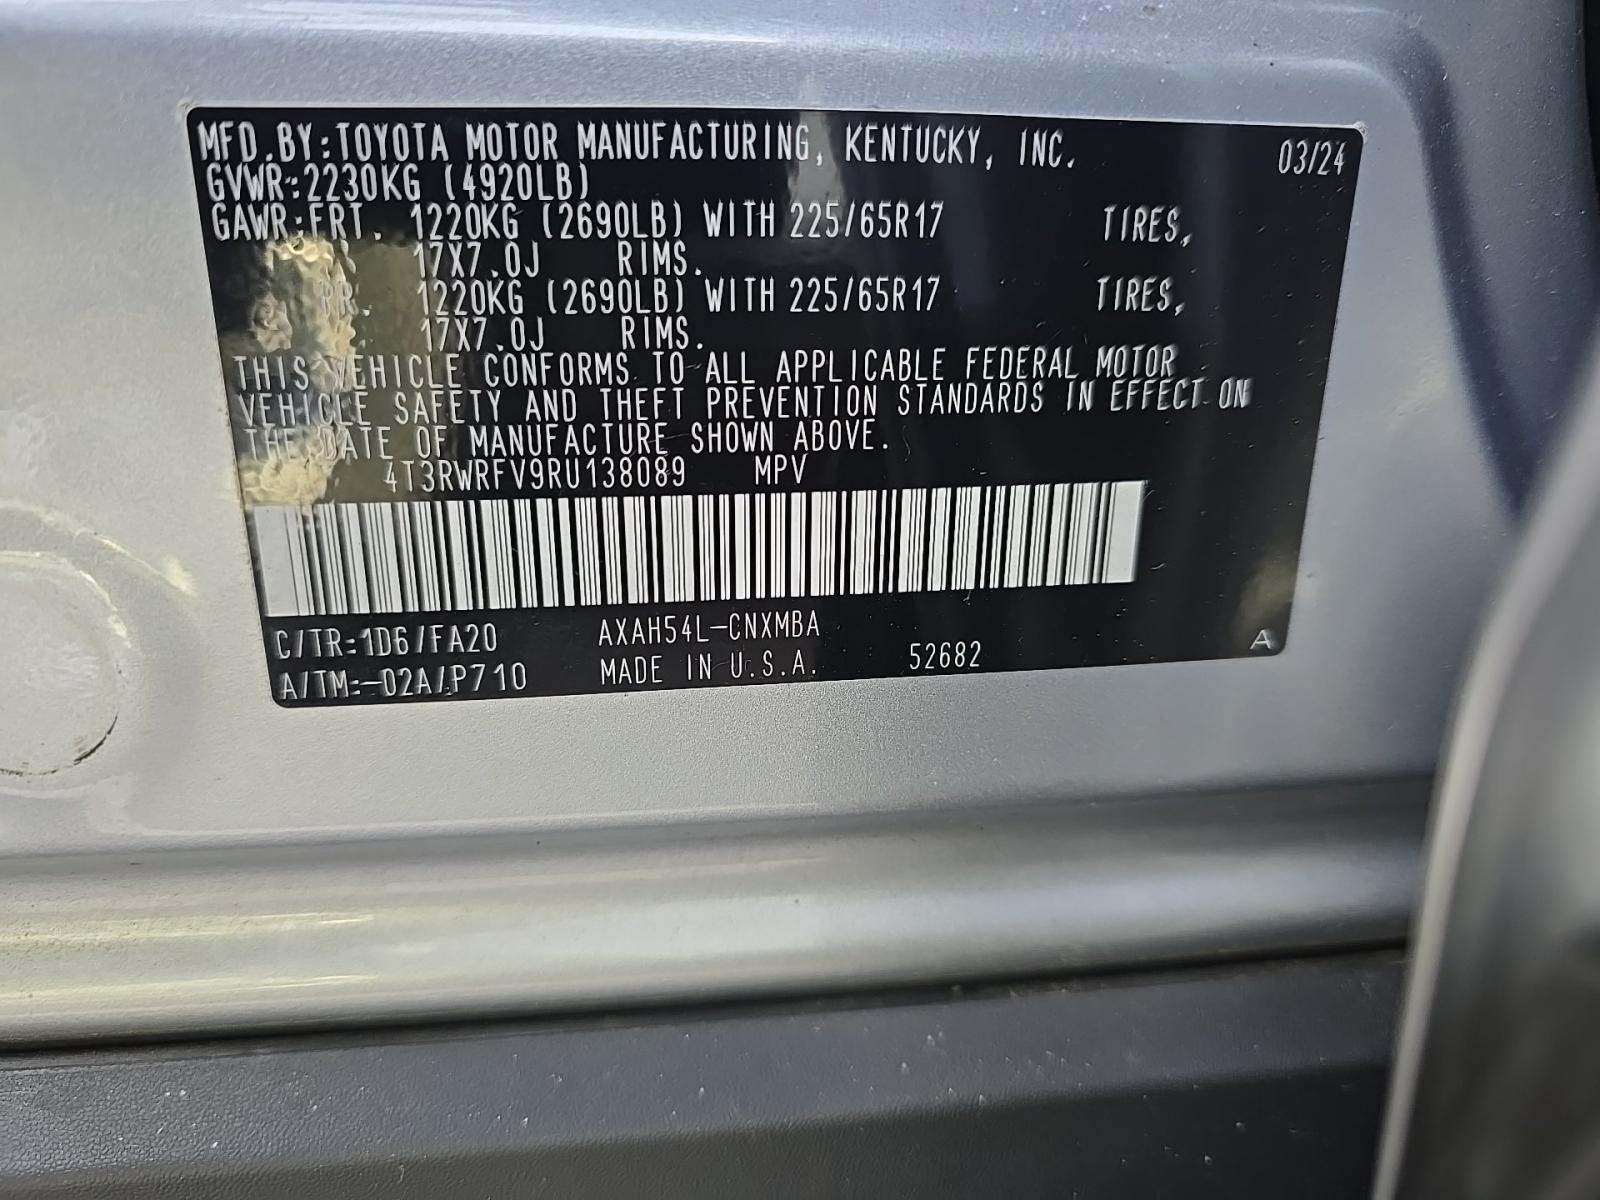 MFD.BY:TOYOTA MOTOR MANUFACTURING, KENTUCKY, INC. 03/24
GVWR:2230KG (4920LB)
GAWR:FRT. 1220KG (2690LB) WITH 225/65R17 TIRES,
17X7.0J RIMS.
RR. 1220KG (2690LB) WITH 225/65R17 TIRES,
17X7.0J RIMS.
THIS VEHICLE CONFORMS TO ALL APPLICABLE FEDERAL MOTOR
VEHICLE SAFETY AND THEFT PREVENTION STANDARDS IN EFFECT ON
THE DATE OF MANUFACTURE SHOWN ABOVE.
4T3RWRFV9RU138089 MPV
C/TR:1D6/FA20 AXAH54L-CNXMBA
A/TM:-02A/P710 MADE IN U.S.A. 52682 A